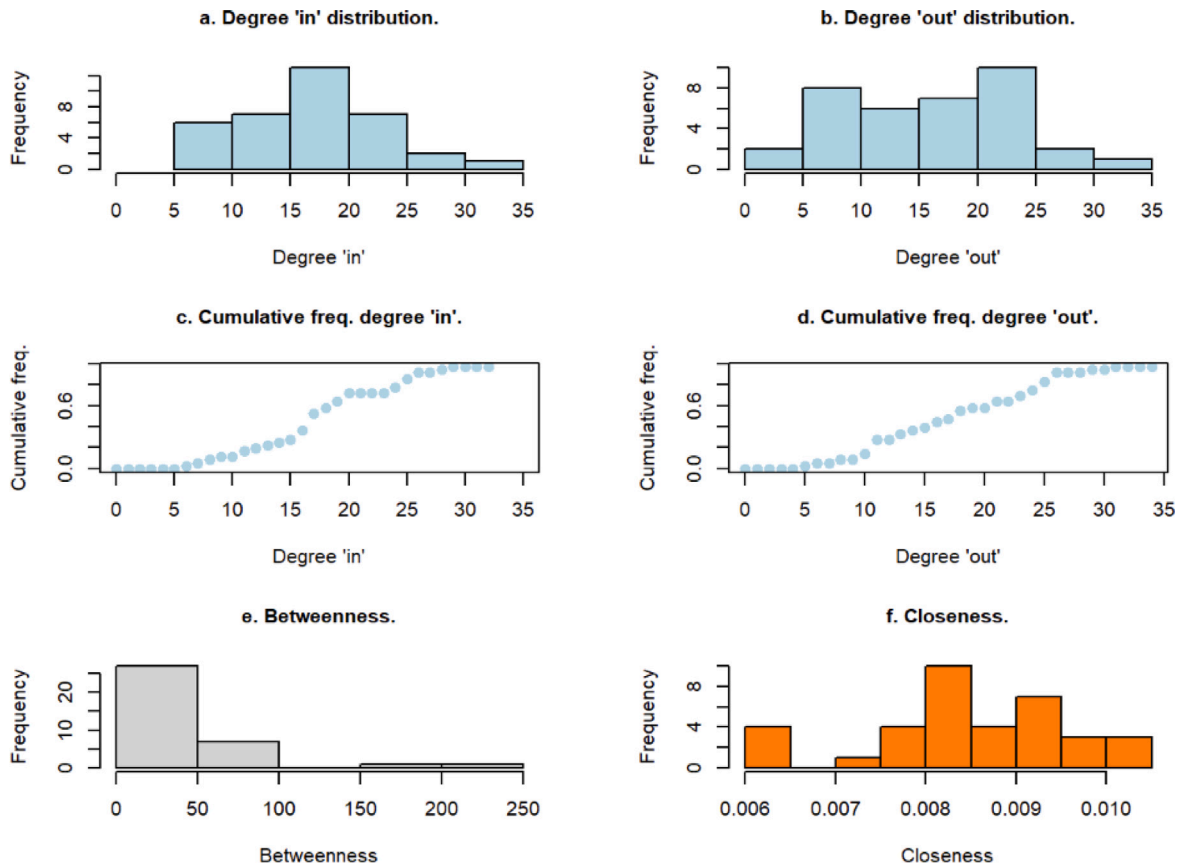 a. Degree 'in' distribution.
Frequency
0 4 8
0 5 10 15 20 25 30 35
Degree 'in'
b. Degree 'out' distribution.
Frequency
0 4 8
0 5 10 15 20 25 30 35
Degree 'out'
c. Cumulative freq. degree 'in'.
Cumulative freq.
0.0 0.6
0 5 10 15 20 25 30 35
Degree 'in'
d. Cumulative freq. degree 'out'.
Cumulative freq.
0.0 0.6
0 5 10 15 20 25 30 35
Degree 'out'
e. Betweenness.
Frequency
0 10 20
0 50 100 150 200 250
Betweenness
f. Closeness.
Frequency
0 4 8
0.006 0.007 0.008 0.009 0.010
Closeness